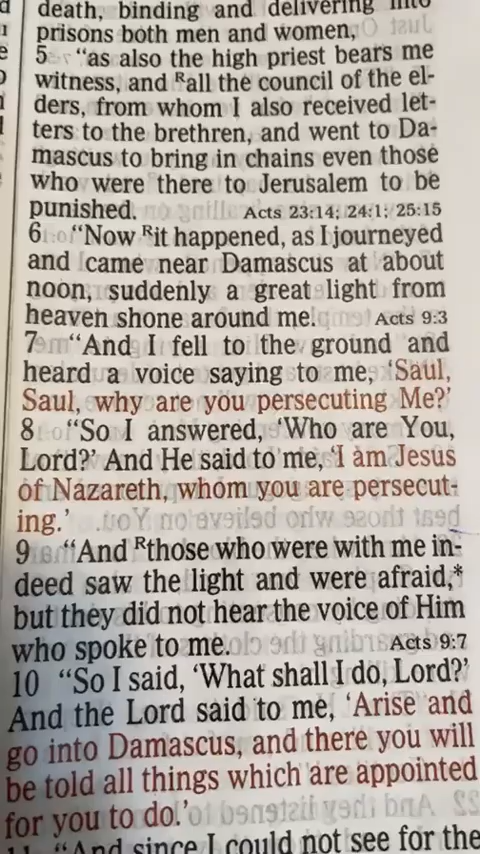 death, binding and delivering into
prisons both men and women,
5 “as also the high priest bears me
witness, and Rall the council of the el-
ders, from whom I also received let-
ters to the brethren, and went to Da-
mascus to bring in chains even those
who were there to Jerusalem to be
punished. Acts 23:14; 24:1; 25:15
6 “Now Rit happened, as I journeyed
and came near Damascus at about
noon, suddenly a great light from
heaven shone around me. Acts 9:3
7 “And I fell to the ground and
heard a voice saying to me, ‘Saul,
Saul, why are you persecuting Me?’
8 “So I answered, ‘Who are You,
Lord?’ And He said to me, ‘I am Jesus
of Nazareth, whom you are persecut-
ing.’
9 “And Rthose who were with me in-
deed saw the light and were afraid,*
but they did not hear the voice of Him
who spoke to me. Acts 9:7
10 “So I said, ‘What shall I do, Lord?’
And the Lord said to me, ‘Arise and
go into Damascus, and there you will
be told all things which are appointed
for you to do.’
11 “And since I could not see for the